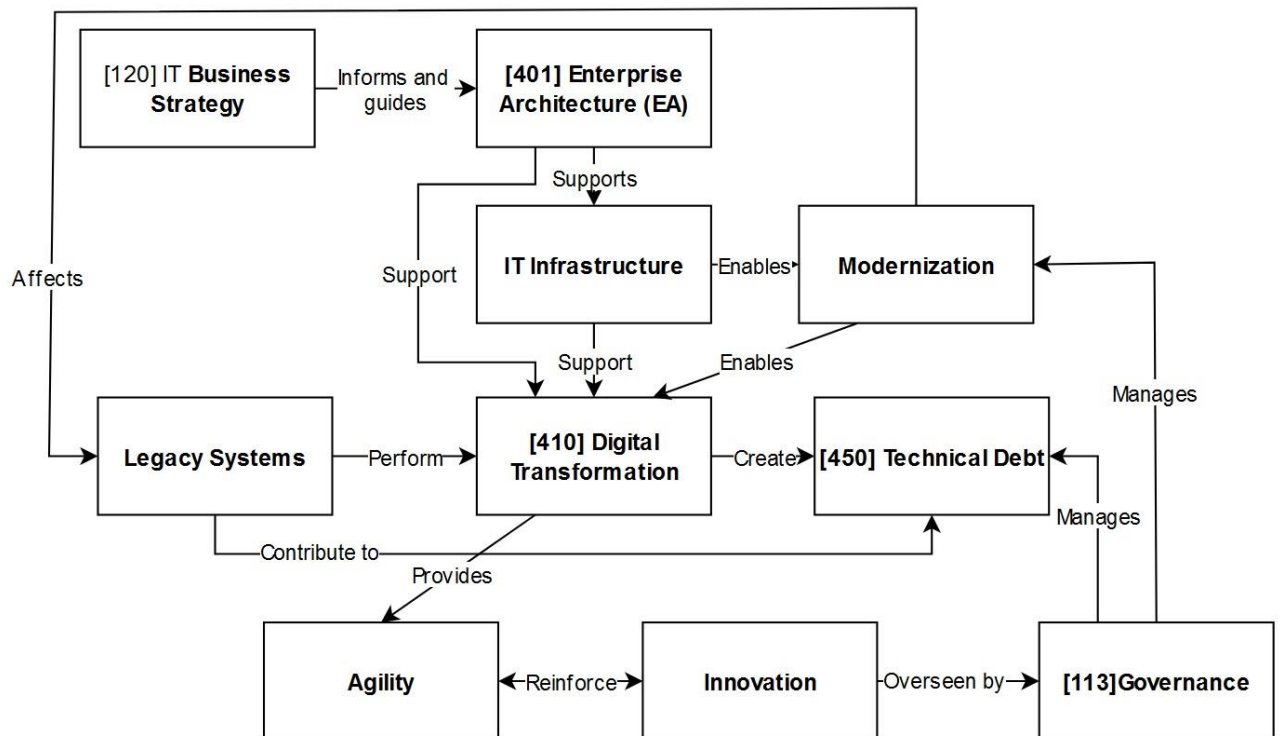 [120] IT Business
Strategy
Informs and
guides
[401] Enterprise
Architecture (EA)
Supports
Affects
Support
IT Infrastructure
Enables
Modernization
Support
Enables
Manages
Legacy Systems
Perform
[410] Digital
Transformation
Create
[450] Technical Debt
Manages
Contribute to
Provides
Agility
Reinforce
Innovation
Overseen by
[113]Governance